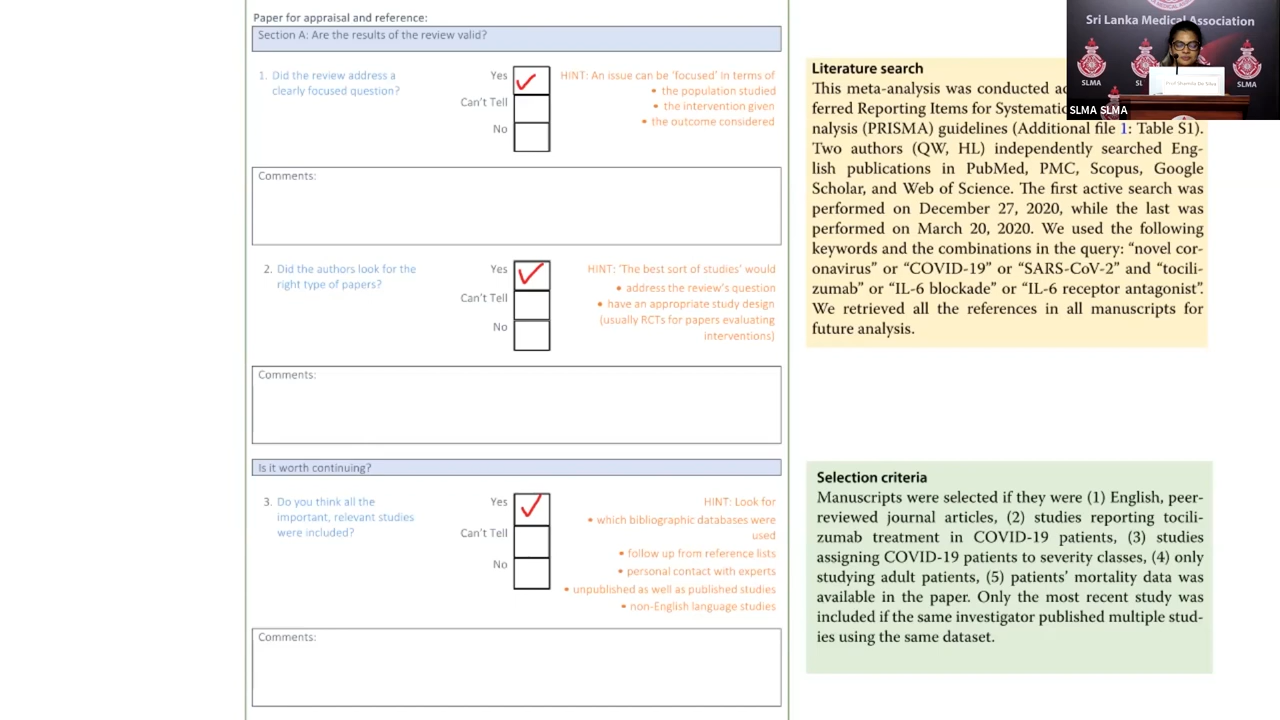 Paper for appraisal and reference:
Section A: Are the results of the review valid?
1. Did the review address a
clearly focused question?
Yes
Can't Tell
No
HINT: An issue can be 'focused' In terms of
• the population studied
• the intervention given
• the outcome considered
Comments:
2. Did the authors look for the
right type of papers?
Yes
Can't Tell
No
HINT: 'The best sort of studies' would
• address the review's question
• have an appropriate study design
(usually RCTs for papers evaluating
interventions)
Comments:
Is it worth continuing?
3. Do you think all the
important, relevant studies
were included?
Yes
Can't Tell
No
HINT: Look for
• which bibliographic databases were
used
• follow up from reference lists
• personal contact with experts
• unpublished as well as published studies
• non-English language studies
Comments:
Literature search
This meta-analysis was conducted
ferred Reporting Items for
nalysis (PRISMA) guidelines (Additional file 1: Table S1).
Two authors (QW, HL) independently searched Eng-
lish publications in PubMed, PMC, Scopus, Google
Scholar, and Web of Science. The first active search was
performed on December 27, 2020, while the last was
performed on March 20, 2020. We used the following
keywords and the combinations in the query: “novel cor-
onavirus” or “COVID-19” or “SARS-CoV-2” and “tocili-
zumab” or “IL-6 blockade” or “IL-6 receptor antagonist”.
We retrieved all the references in all manuscripts for
future analysis.
Selection criteria
Manuscripts were selected if they were (1) English, peer-
reviewed journal articles, (2) studies reporting tocili-
zumab treatment in COVID-19 patients, (3) studies
assigning COVID-19 patients to severity classes, (4) only
studying adult patients, (5) patients’ mortality data was
available in the paper. Only the most recent study was
included if the same investigator published multiple stud-
ies using the same dataset.
Sri Lanka Medical Association
SLMA
SLMA
SLMA SLMA